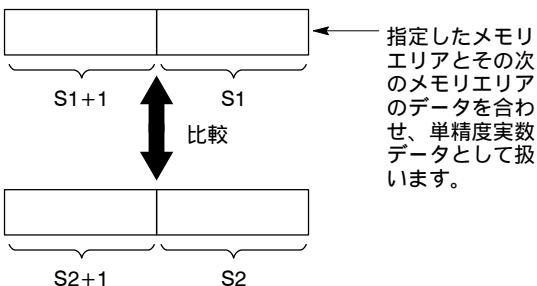 指定したメモリ
エリアとその次
のメモリエリア
のデータを合わ
せ、単精度実数
データとして扱
います。
S1+1
S1
比較
S2+1
S2